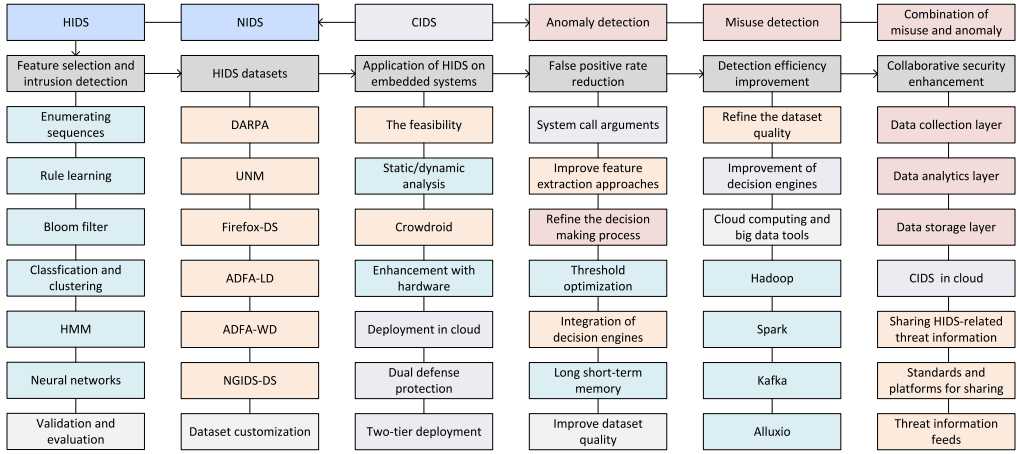 HIDS
NIDS
CIDS
Anomaly detection
Misuse detection
Combination of
misuse and anomaly
Feature selection and
intrusion detection
HIDS datasets
Application of HIDS on
embedded systems
False positive rate
reduction
Detection efficiency
improvement
Collaborative security
enhancement
Enumerating
sequences
DARPA
The feasibility
System call arguments
Refine the dataset
quality
Data collection layer
Rule learning
UNM
Static/dynamic
analysis
Improve feature
extraction approaches
Improvement of
decision engines
Data analytics layer
Bloom filter
Firefox-DS
Crowdroid
Refine the decision
making process
Cloud computing and
big data tools
Data storage layer
Classfication and
clustering
ADFA-LD
Enhancement with
hardware
Threshold
optimization
Hadoop
CIDS in cloud
HMM
ADFA-WD
Deployment in cloud
Integration of
decision engines
Spark
Sharing HIDS-related
threat information
Neural networks
NGIDS-DS
Dual defense
protection
Long short-term
memory
Kafka
Standards and
platforms for sharing
Validation and
evaluation
Dataset customization
Two-tier deployment
Improve dataset
quality
Alluxio
Threat information
feeds